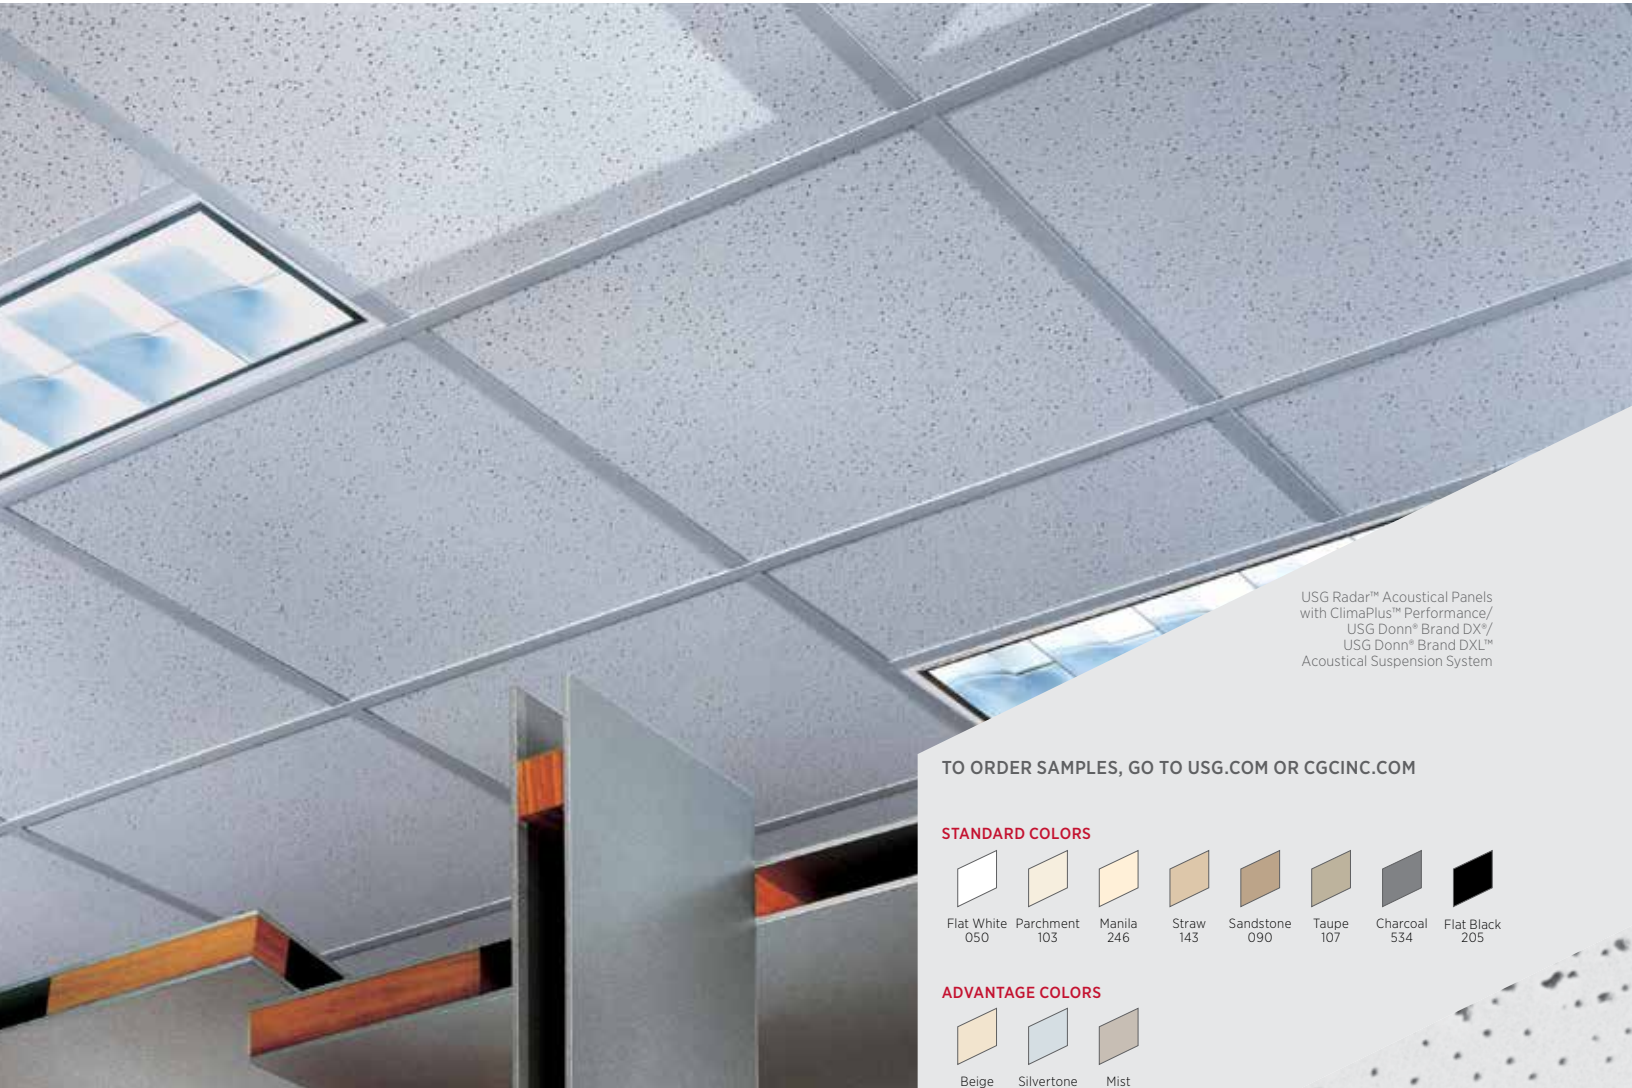 USG Radar™ Acoustical Panels
with ClimaPlus™ Performance/
USG Donn® Brand DX®/
USG Donn® Brand DXL™
Acoustical Suspension System
TO ORDER SAMPLES, GO TO USG.COM OR CGCINC.COM
STANDARD COLORS
Flat White Parchment Manila Straw Sandstone Taupe Charcoal Flat Black
050 103 246 143 090 107 534 205
ADVANTAGE COLORS
Beige Silvertone Mist